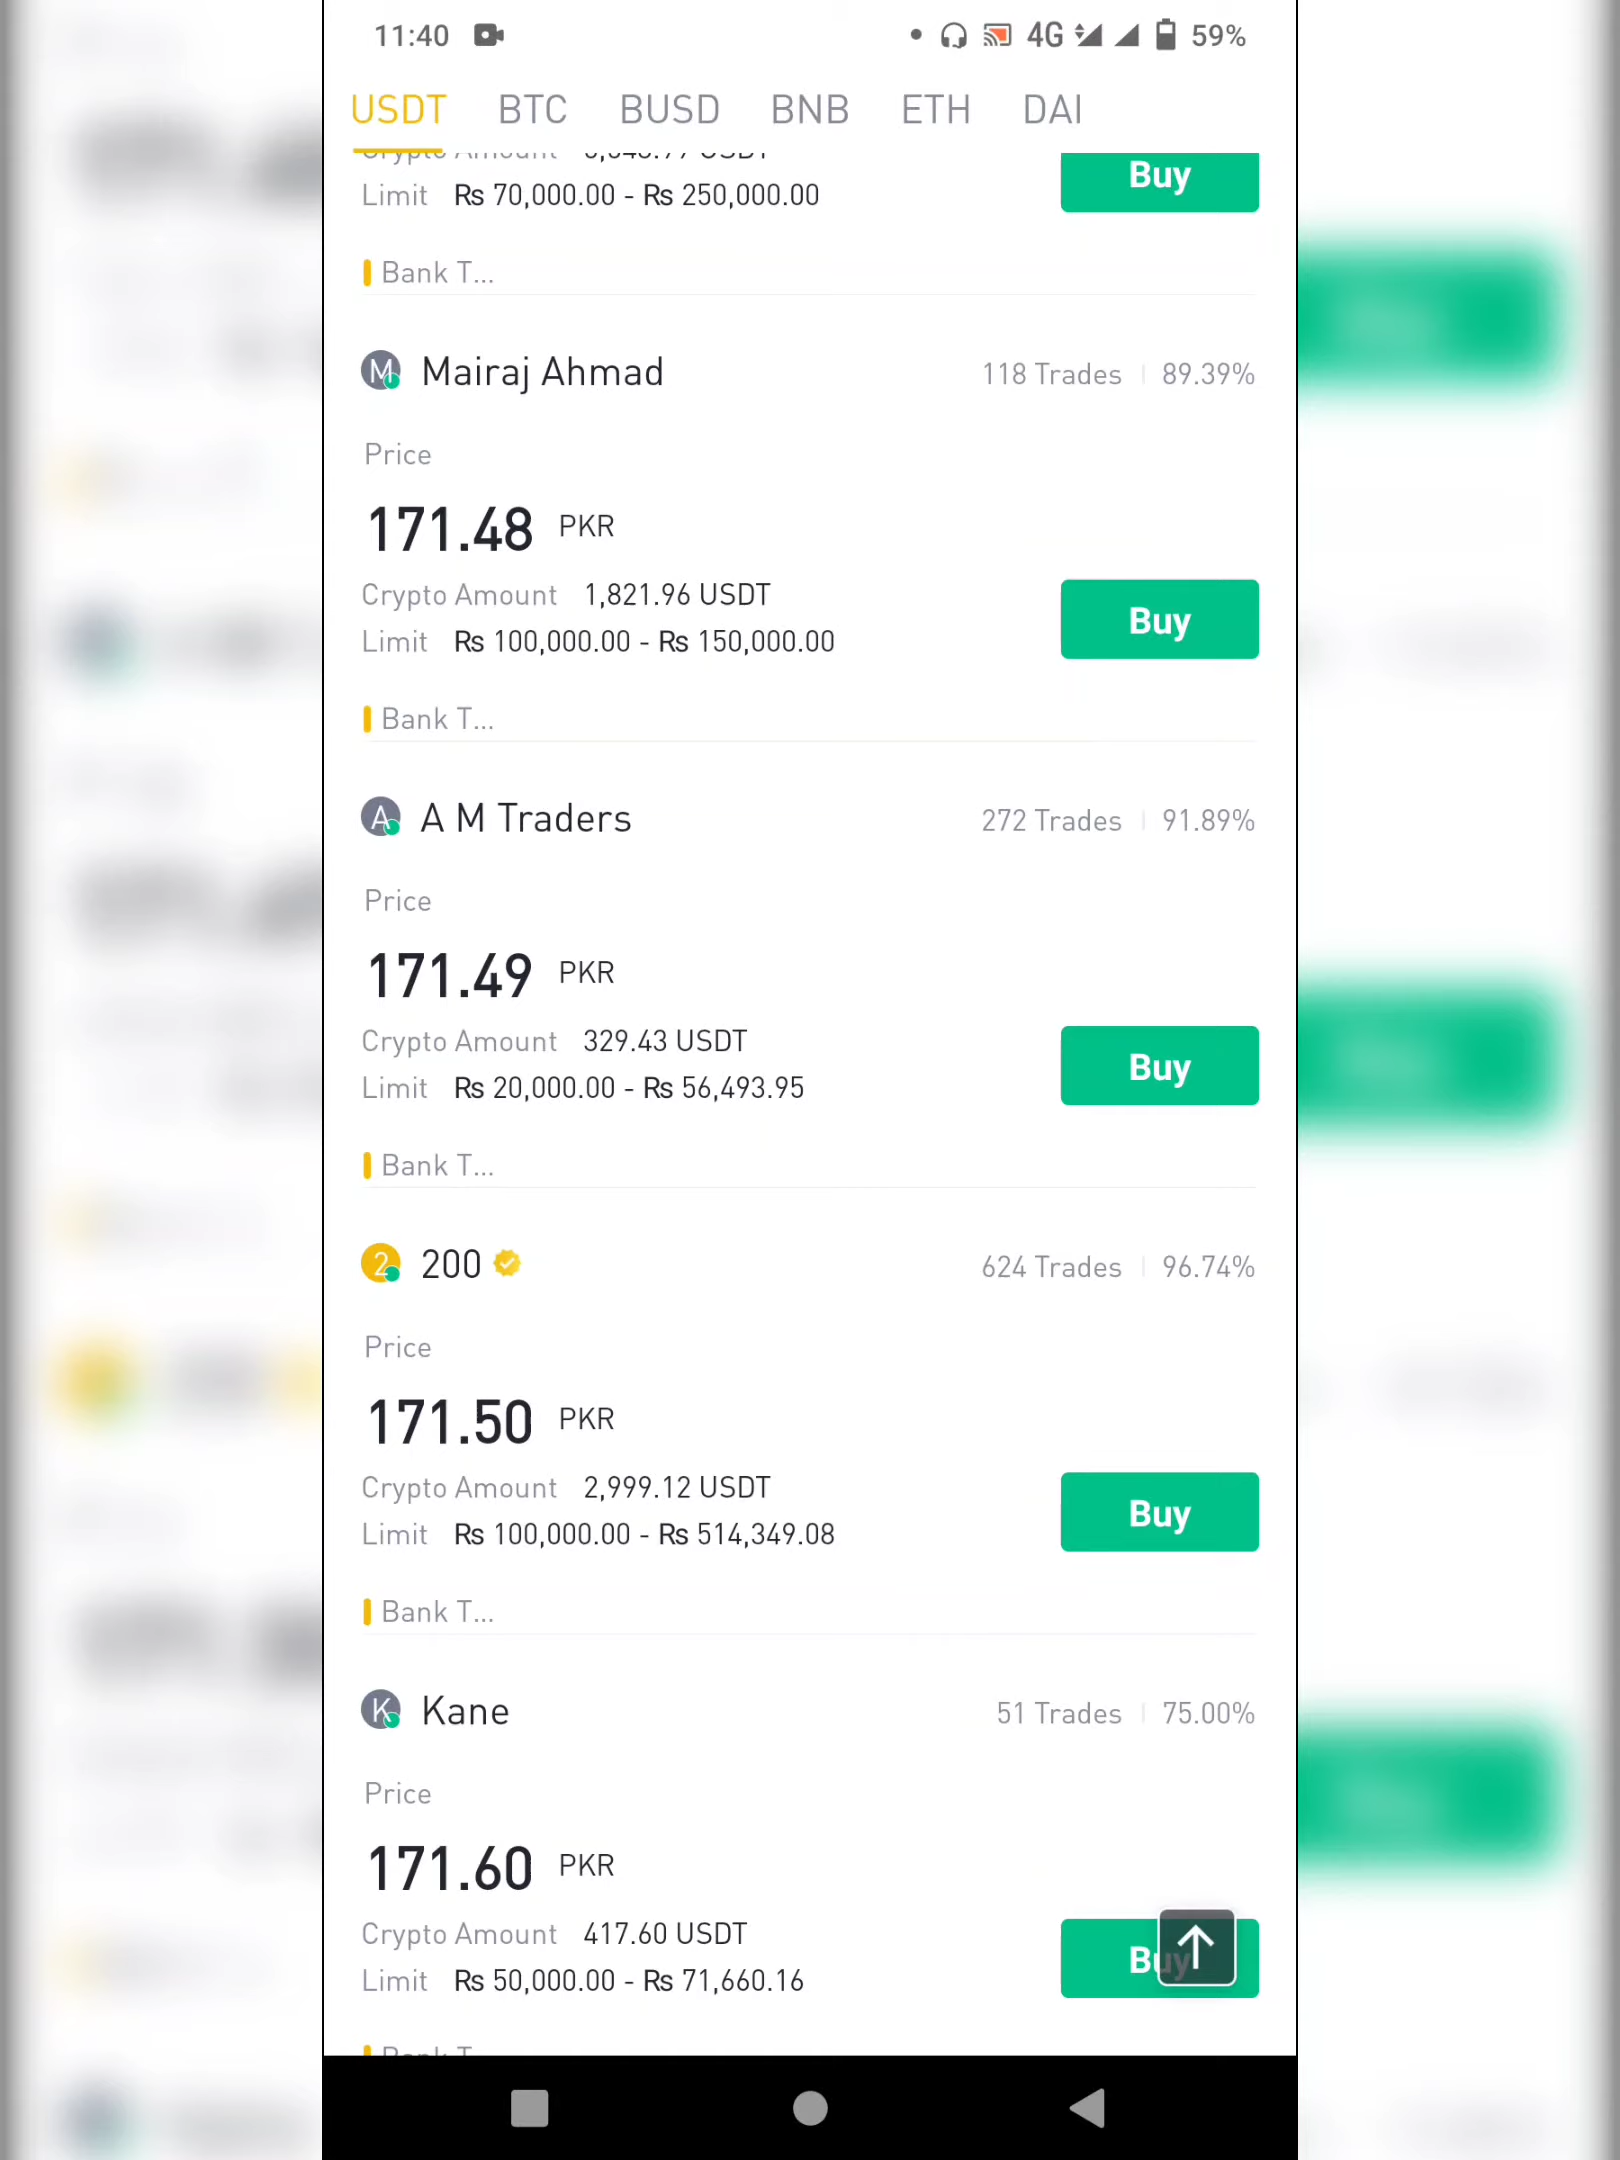 11:40 4G 59%
USDT BTC BUSD BNB ETH DAI
Crypto Amount USDT
Limit Rs 70,000.00 - Rs 250,000.00 Buy
Bank T...
M Mairaj Ahmad 118 Trades 89.39%
Price
171.48 PKR
Crypto Amount 1,821.96 USDT
Limit Rs 100,000.00 - Rs 150,000.00 Buy
Bank T...
A A M Traders 272 Trades 91.89%
Price
171.49 PKR
Crypto Amount 329.43 USDT
Limit Rs 20,000.00 - Rs 56,493.95 Buy
Bank T...
2 200 624 Trades 96.74%
Price
171.50 PKR
Crypto Amount 2,999.12 USDT
Limit Rs 100,000.00 - Rs 514,349.08 Buy
Bank T...
K Kane 51 Trades 75.00%
Price
171.60 PKR
Crypto Amount 417.60 USDT
Limit Rs 50,000.00 - Rs 71,660.16 Buy
Bank T